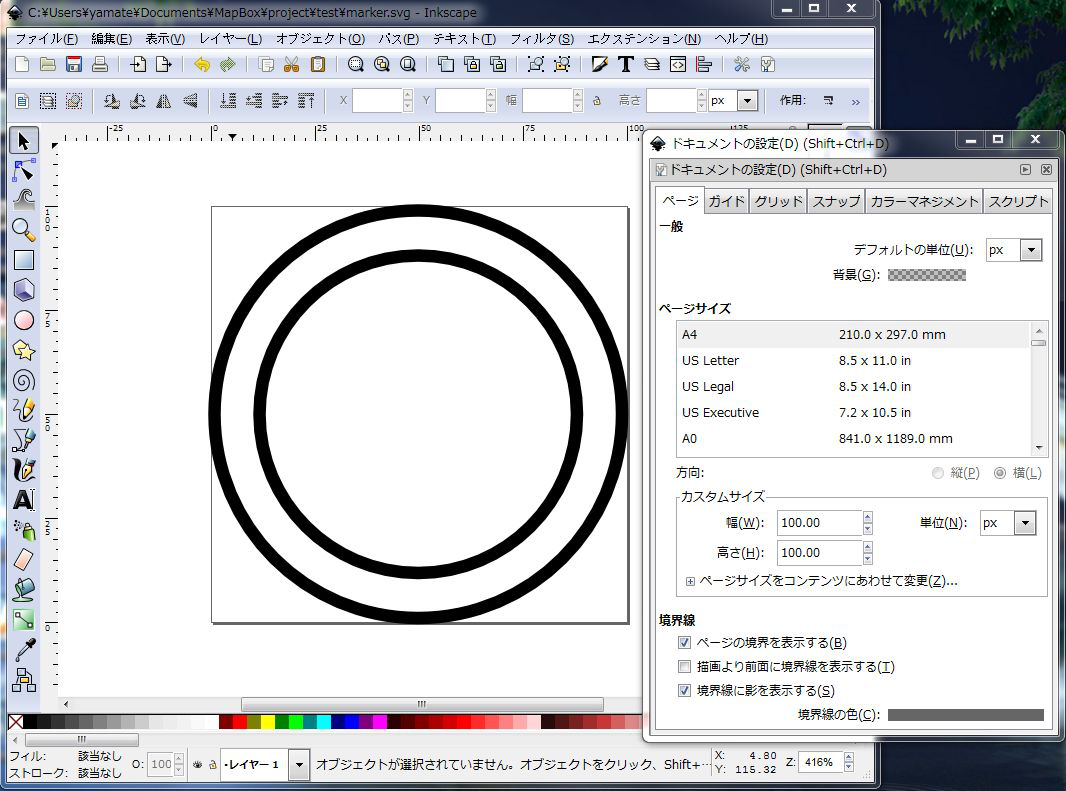 C:¥Users¥yamate¥Documents¥MapBox¥project¥test¥marker.svg - Inkscape
ファイル(F) 編集(E) 表示(V) レイヤー(L) オブジェクト(O) パス(P) テキスト(T) フィルタ(S) エクステンション(N) ヘルプ(H)
X Y 幅 高さ px 作用: »
-25 0 25 50 75 100 125
100
75
50
25
0
ドキュメントの設定(D) (Shift+Ctrl+D)
ドキュメントの設定(D) (Shift+Ctrl+D)
ページ ガイド グリッド スナップ カラーマネジメント スクリプト
一般
デフォルトの単位(U): px
背景(G):
ページサイズ
A4 210.0 x 297.0 mm
US Letter 8.5 x 11.0 in
US Legal 8.5 x 14.0 in
US Executive 7.2 x 10.5 in
A0 841.0 x 1189.0 mm
方向: 縦(P) 横(L)
カスタムサイズ
幅(W): 100.00 単位(N): px
高さ(H): 100.00
ページサイズをコンテンツにあわせて変更(Z)...
境界線
ページの境界を表示する(B)
描画より前面に境界線を表示する(T)
境界線に影を表示する(S)
境界線の色(C):
フィル: 該当なし
ストローク: 該当なし
O: 100
•レイヤー 1
オブジェクトが選択されていません。オブジェクトをクリック、Shift+…
X: 4.80
Y: 115.32
Z: 416%